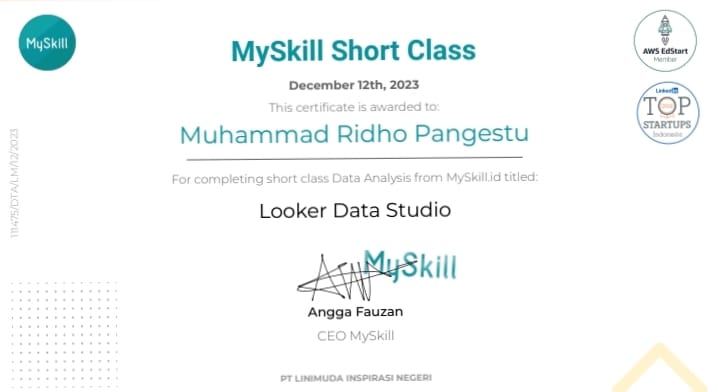 MySkill
MySkill Short Class
AWS EdStart
Member
December 12th, 2023
LinkedIn
TOP
STARTUPS
Indonesia
This certificate is awarded to:
Muhammad Ridho Pangestu
For completing short class Data Analysis from MySkill.id titled:
Looker Data Studio
111475/DTA/LM/12/2023
MySkill
Angga Fauzan
CEO MySkill
PT LINIMUDA INSPIRASI NEGERI